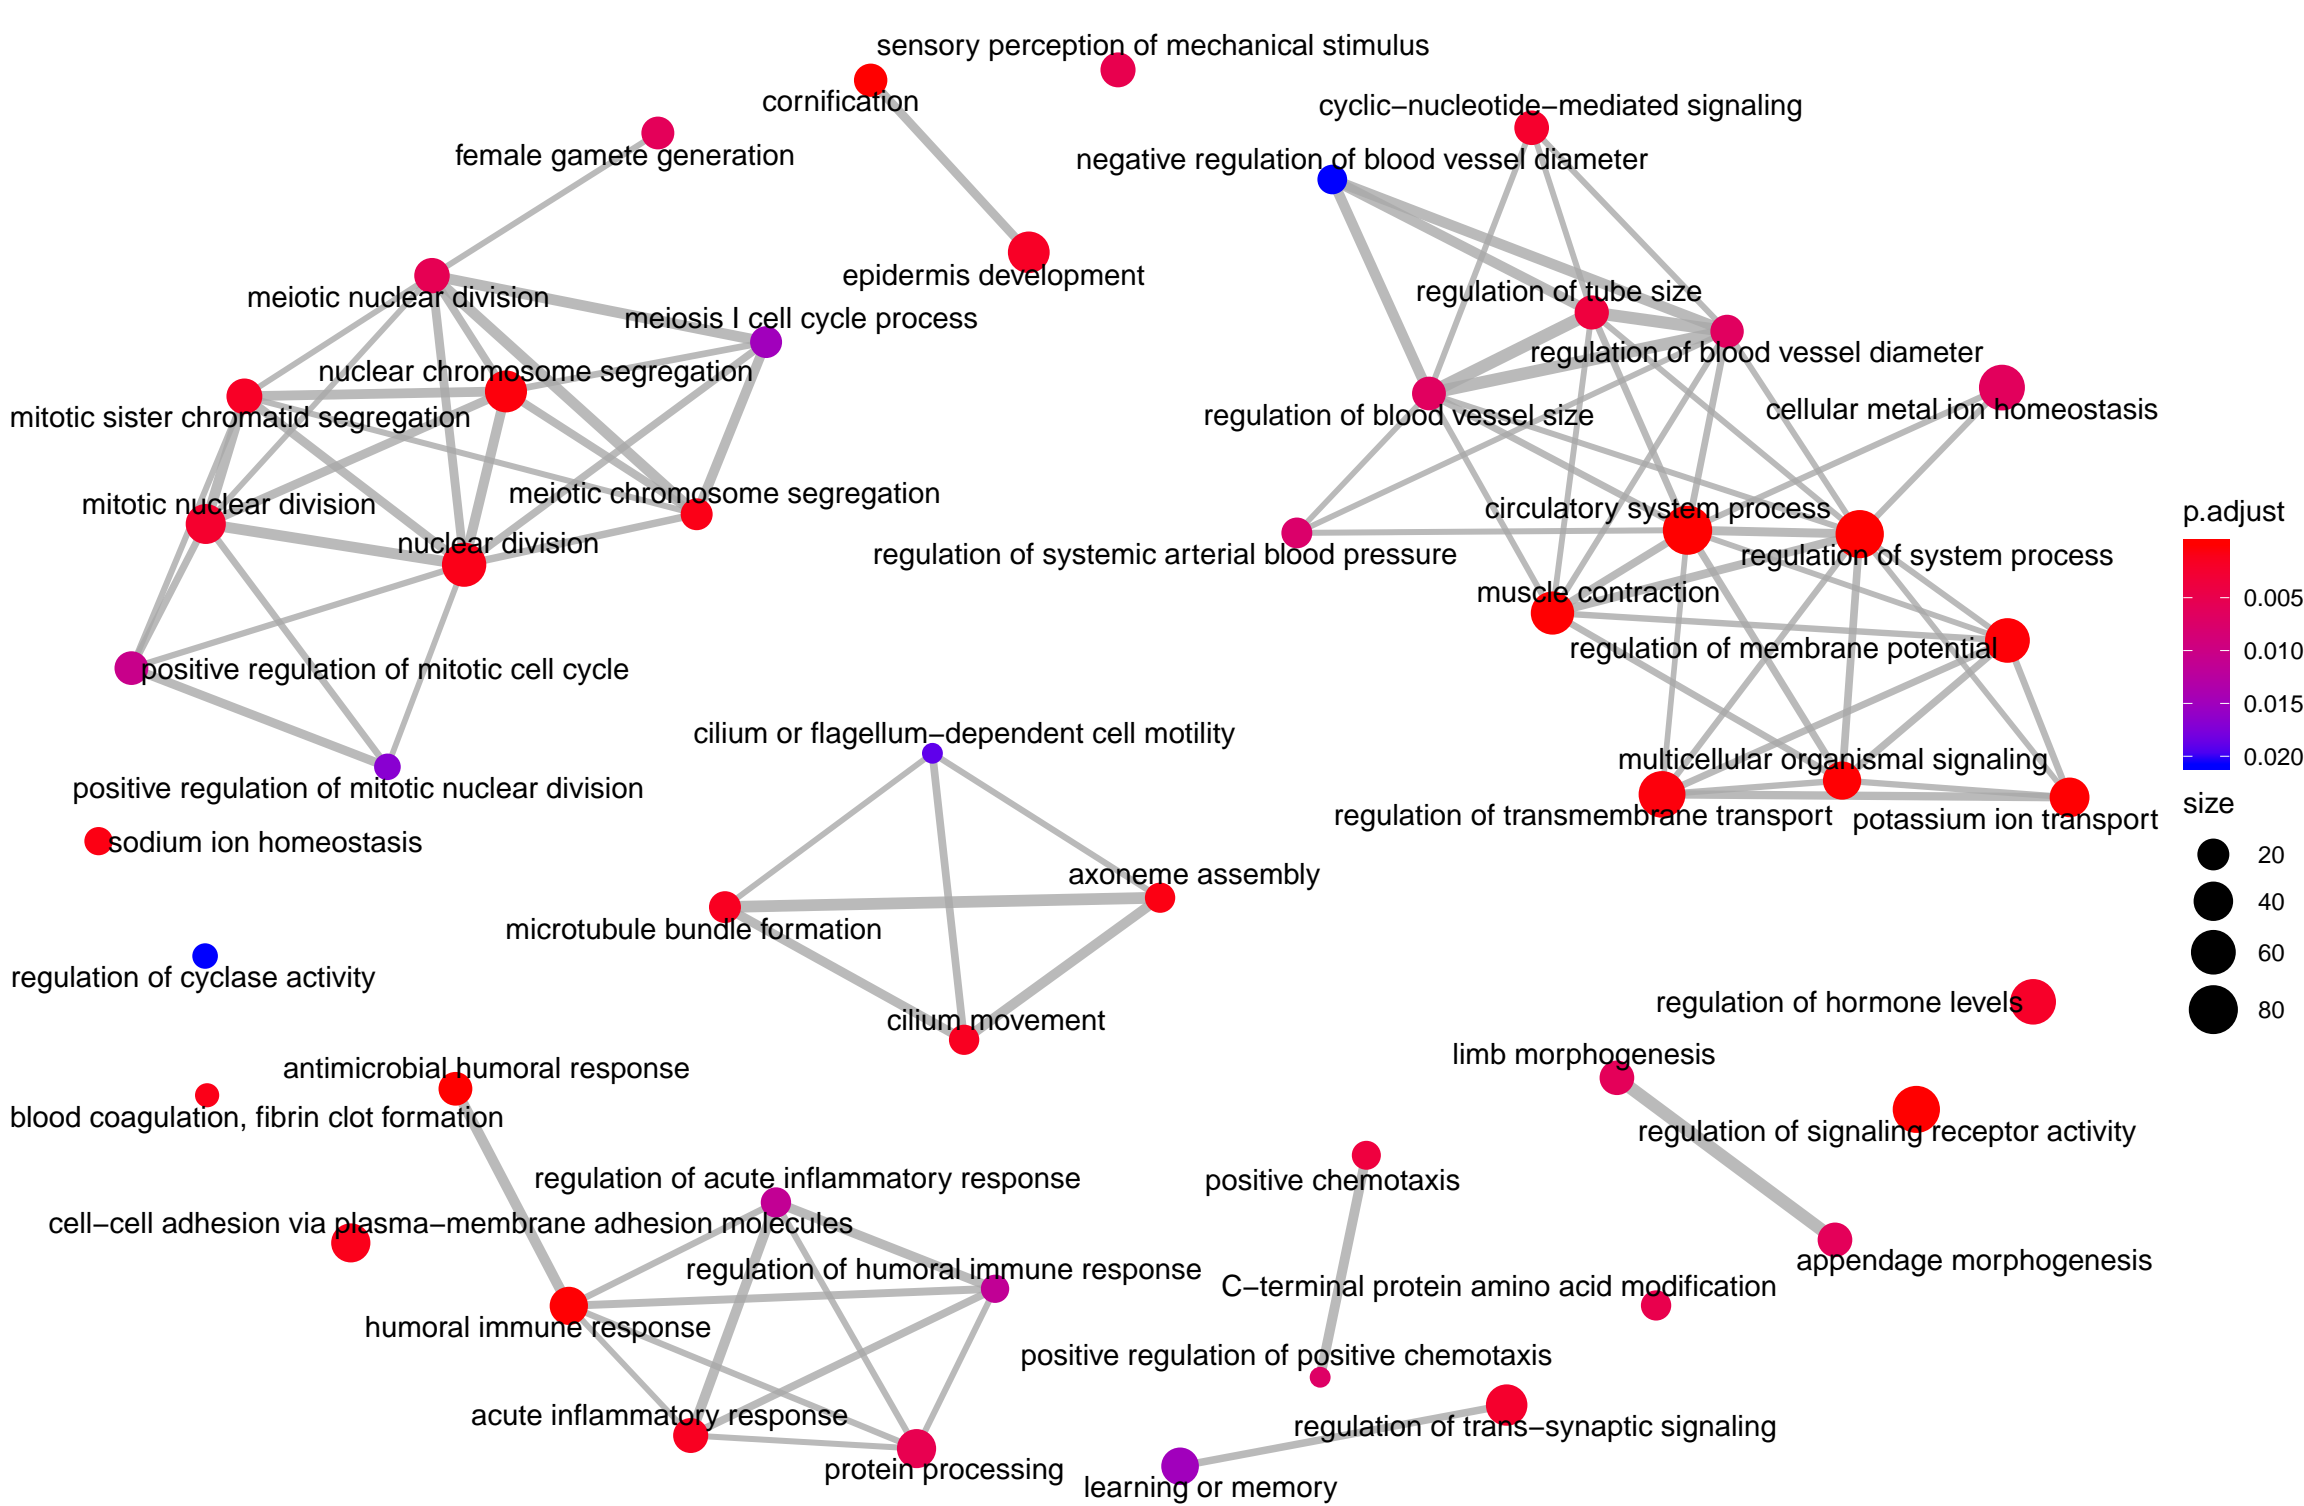 sensory perception of mechanical stimulus
cornification
cyclic−nucleotide−mediated signaling
female gamete generation
negative regulation of blood vessel diameter
epidermis development
meiotic nuclear division
regulation of tube size
meiosis I cell cycle process
regulation of blood vessel diameter
nuclear chromosome segregation
cellular metal ion homeostasis
mitotic sister chromatid segregation
regulation of blood vessel size
meiotic chromosome segregation
mitotic nuclear division
circulatory system process
p.adjust
nuclear division
regulation of systemic arterial blood pressure
regulation of system process
muscle contraction
0.005
regulation of membrane potential
0.010
positive regulation of mitotic cell cycle
0.015
cilium or flagellum−dependent cell motility
0.020
multicellular organismal signaling
positive regulation of mitotic nuclear division
size
regulation of transmembrane transport
potassium ion transport
sodium ion homeostasis
20
axoneme assembly
40
microtubule bundle formation
60
regulation of cyclase activity
regulation of hormone levels
80
cilium movement
limb morphogenesis
antimicrobial humoral response
blood coagulation, fibrin clot formation
regulation of signaling receptor activity
regulation of acute inflammatory response
positive chemotaxis
cell−cell adhesion via plasma−membrane adhesion molecules
appendage morphogenesis
regulation of humoral immune response
C−terminal protein amino acid modification
humoral immune response
positive regulation of positive chemotaxis
acute inflammatory response
regulation of trans−synaptic signaling
protein processing
learning or memory